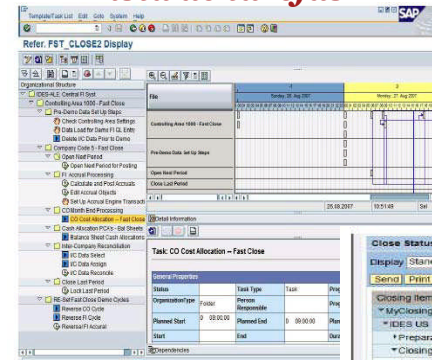 Template/Task List Edit Goto System Help
SAP
Refer. FST_CLOSE2 Display
Organizational Structure
IDES-ALE: Central FI Syst
Controlling Area 1000 - Fast Close
Pre-Demo Data Set Up Steps
Check Controlling Area Settings
Data Load for Demo FI GL Entry
Delete I/C Data Prior to Demo
Company Code 5 - Fast Close
Open Next Period
Open Next Period for Posting
FI Accrual Processing
Calculate and Post Accruals
Edit Accrual Objects
Set Up Accrual Engine Transacti
CO Month End Processing
CO Cost Allocation -- Fast Close
Cash Allocation PCA's - Bal Sheets
Balance Sheet Cash Allocations
Inter-Company Reconciliation
I/C Data Select
I/C Data Assign
I/C Data Reconcile
Close Last Period
Lock Last Period
RE-Set Fast Close Demo Cycles
Reverse CO Cycle
Reverse FI Cycle
Reverse FI Accrual
File
Sunday, 26. Aug 2007
Monday, 27. Aug 2007
Controlling Area 1000 - Fast Close
Pre-Demo Data Set Up Steps
Open Next Period
Close Last Period
25.08.2007 10:51:49 Sel
Detail Information
Task: CO Cost Allocation -- Fast Close
General Properties
Status Task Type Task
Organization Type Folder Person Responsible
Planned Start 0 08:00:00 Planned End 0 09:00:00
Start End
Dependencies
Close Status
Display Stand
Send Print
Closing Item
MyClosing
IDES US
Prepara
Closing